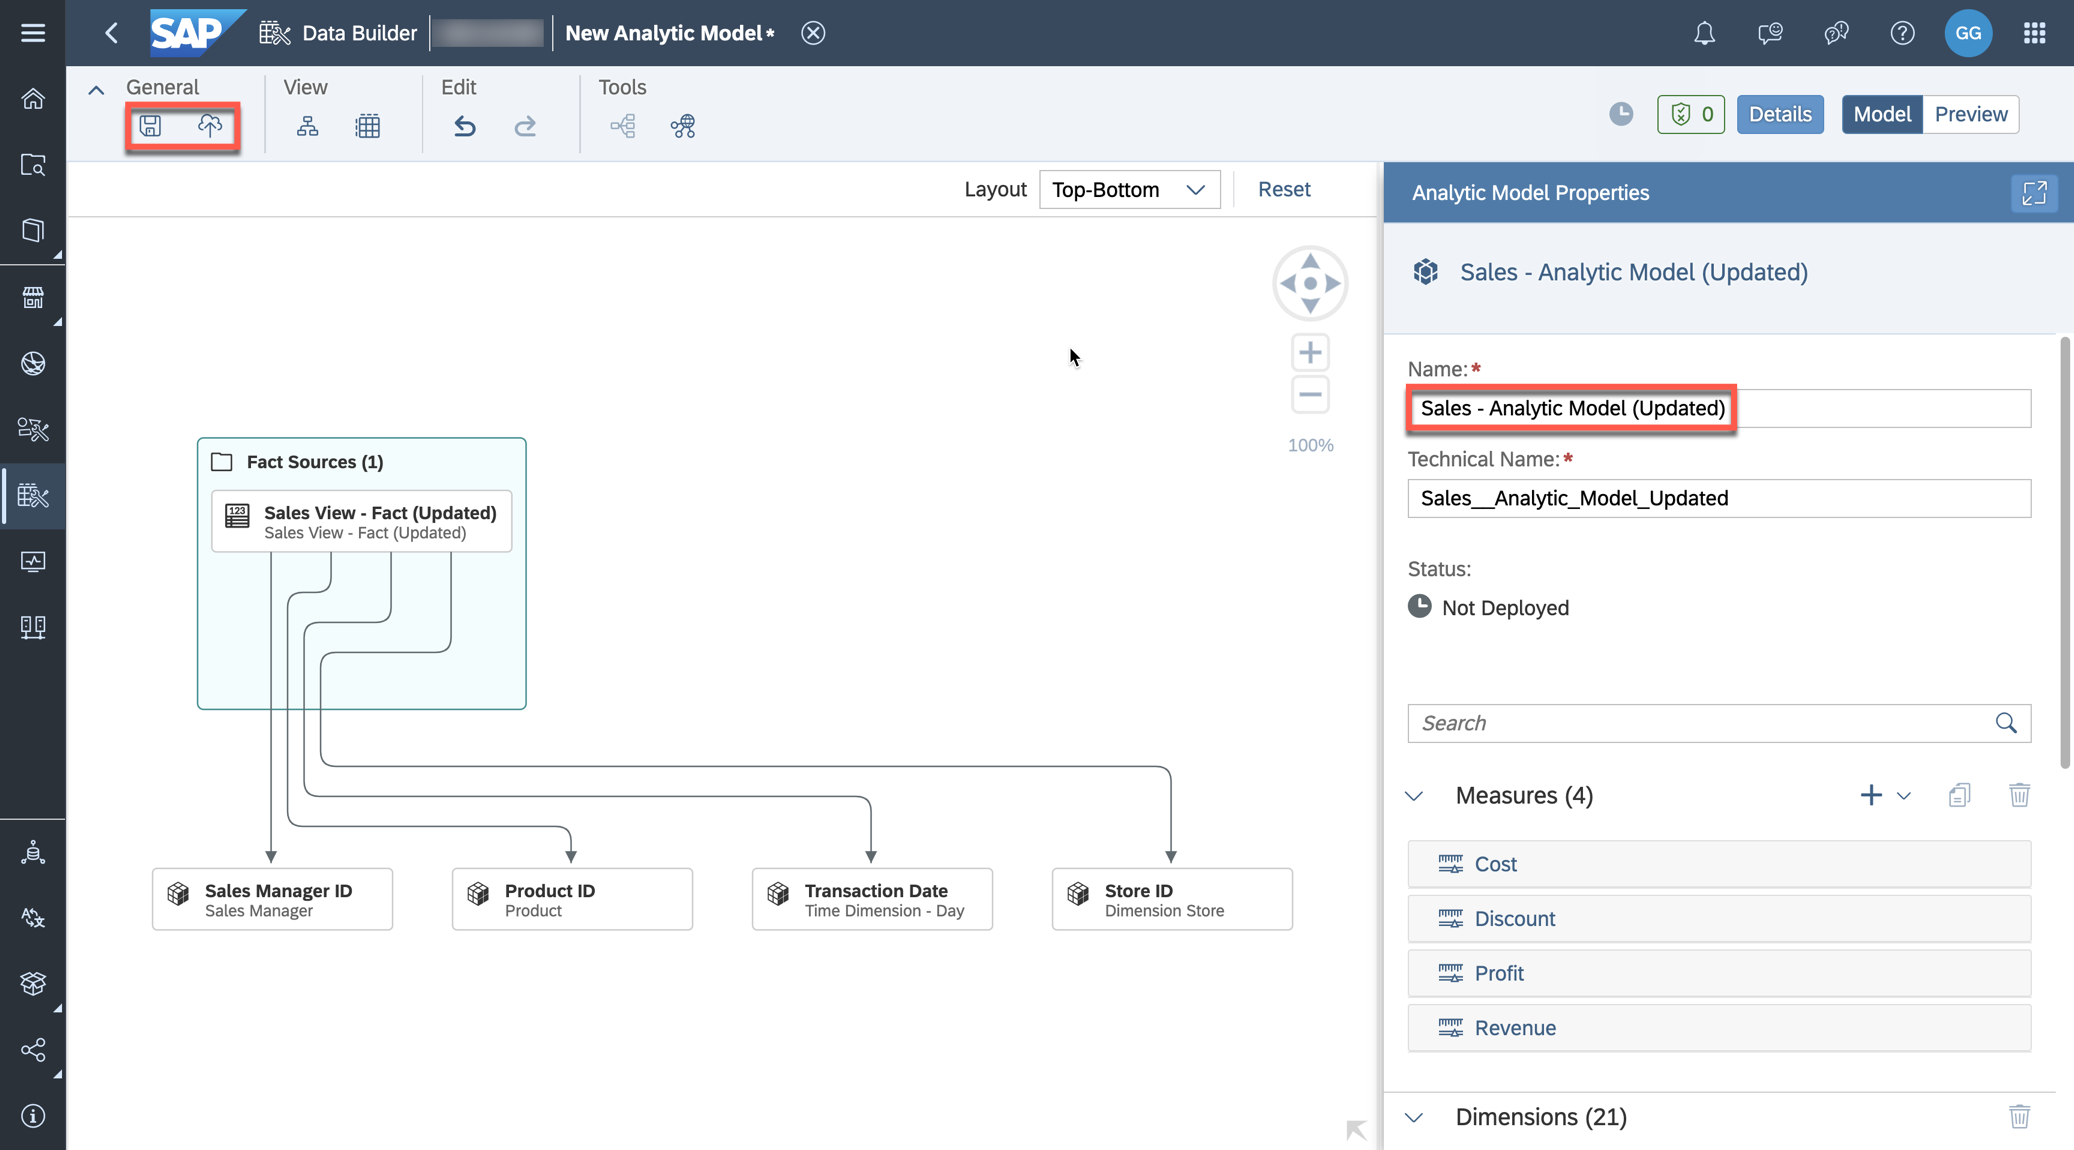 SAP Data Builder New Analytic Model* GG
General View Edit Tools
0 Details Model Preview
Layout Top-Bottom Reset
100%
Fact Sources (1)
123 Sales View - Fact (Updated)
Sales View - Fact (Updated)
Sales Manager ID
Sales Manager
Product ID
Product
Transaction Date
Time Dimension - Day
Store ID
Dimension Store
Analytic Model Properties
Sales - Analytic Model (Updated)
Name:*
Sales - Analytic Model (Updated)
Technical Name:*
Sales__Analytic_Model_Updated
Status:
Not Deployed
Search
Measures (4)
Cost
Discount
Profit
Revenue
Dimensions (21)